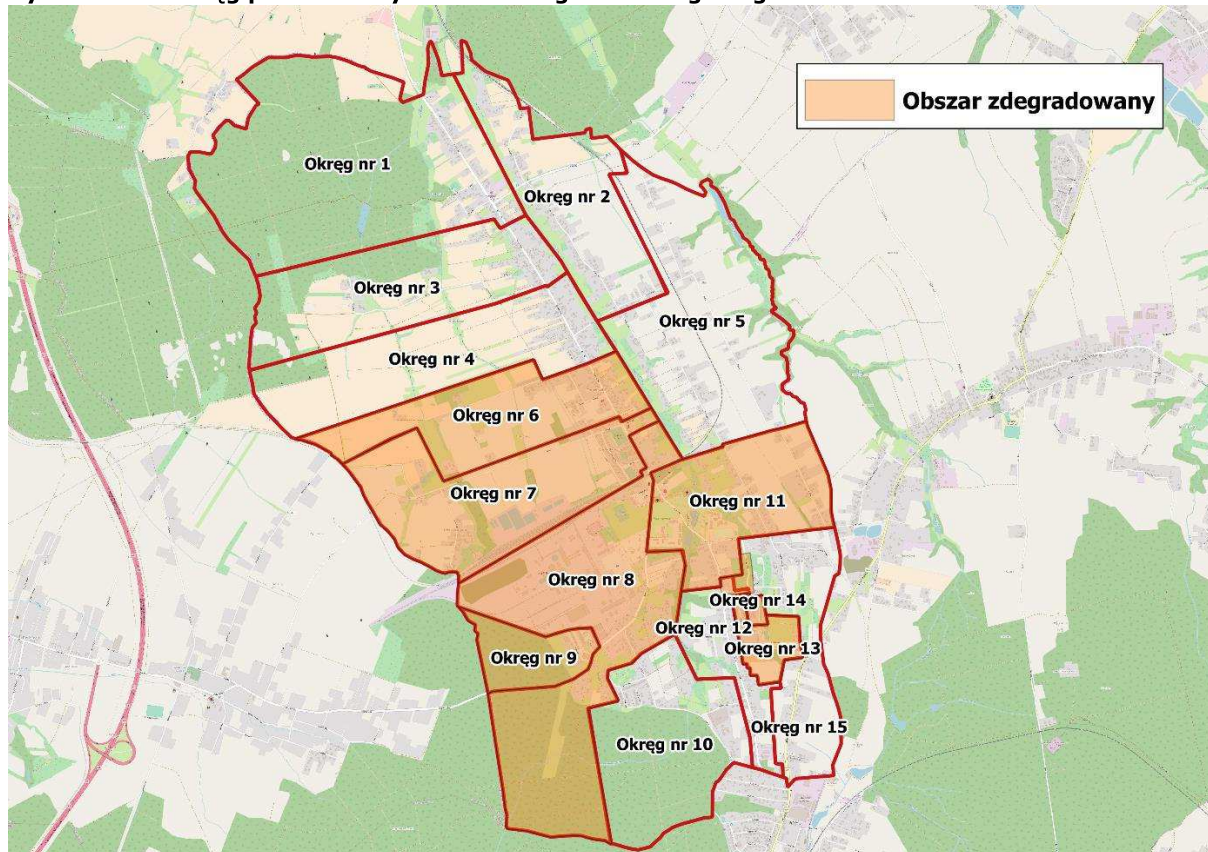 Obszar zdegradowany
Okręg nr 1
Okręg nr 2
Okręg nr 3
Okręg nr 5
Okręg nr 4
Okręg nr 6
Okręg nr 7
Okręg nr 11
Okręg nr 8
Okręg nr 14
Okręg nr 12
Okręg nr 13
Okręg nr 9
Okręg nr 15
Okręg nr 10